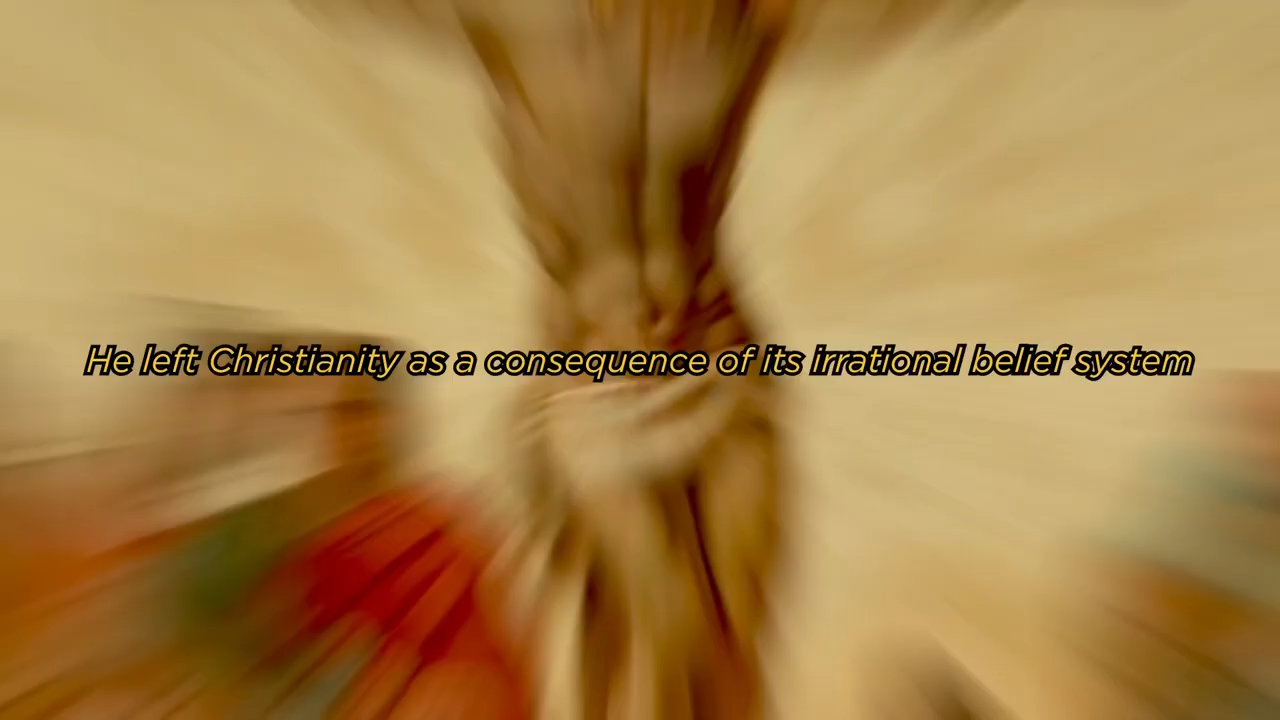 He left Christianity as a consequence of its irrational belief system